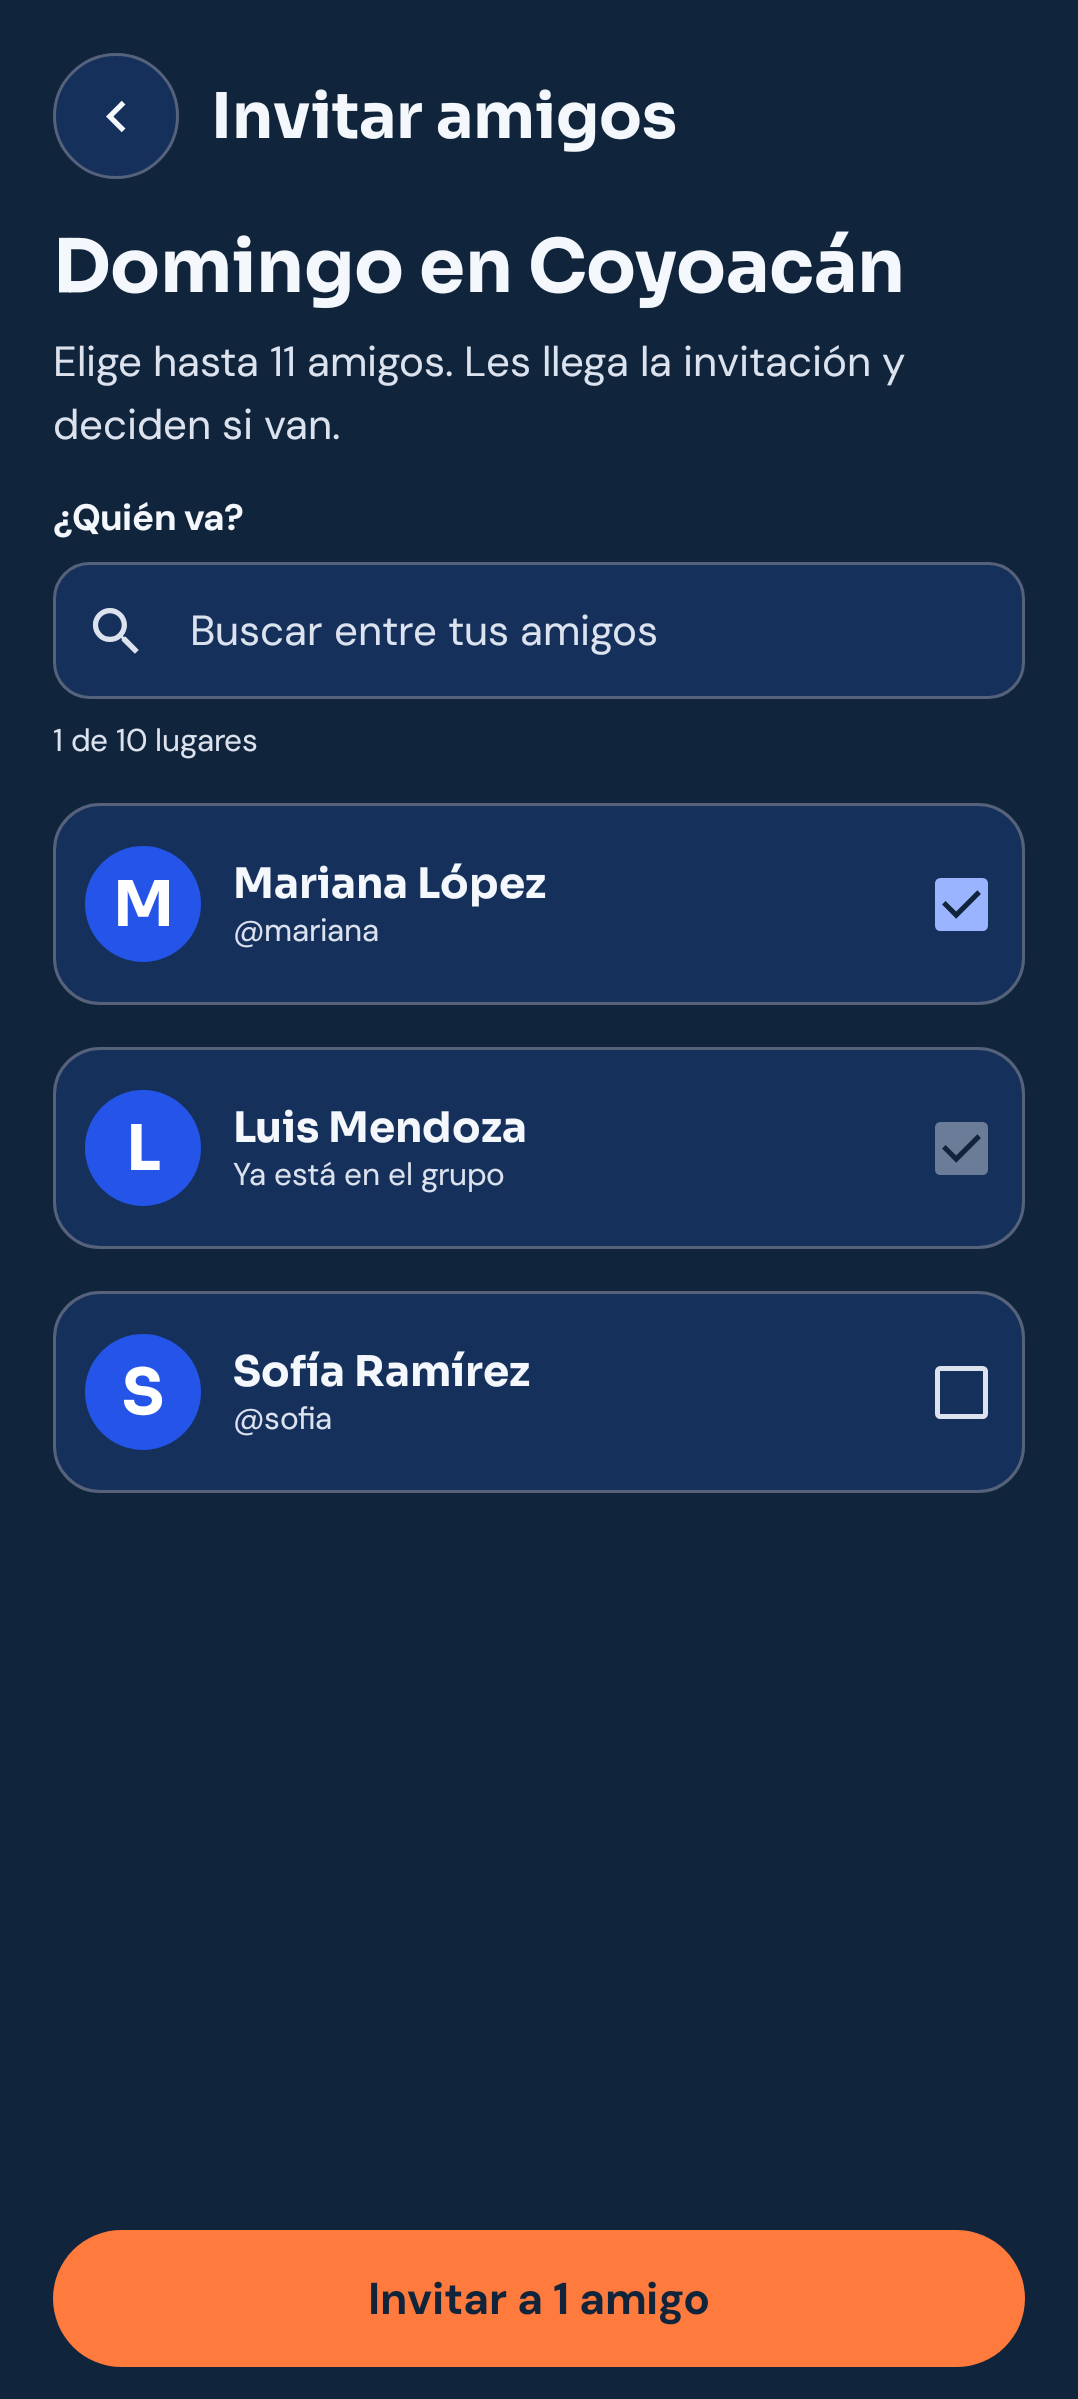 Invitar amigos
Domingo en Coyoacán
Elige hasta 11 amigos. Les llega la invitación y
deciden si van.
¿Quién va?
Buscar entre tus amigos
1 de 10 lugares
M
Mariana López
@mariana
L
Luis Mendoza
Ya está en el grupo
S
Sofía Ramírez
@sofia
Invitar a 1 amigo